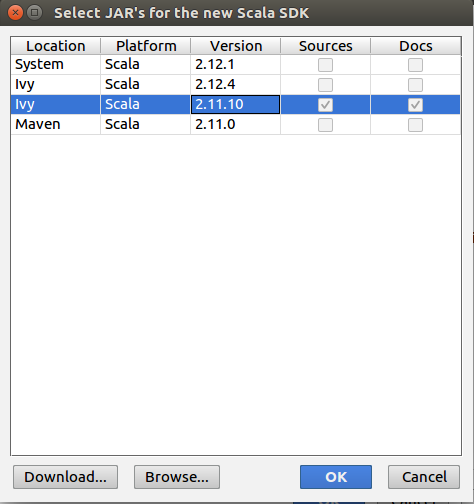 Select JAR's for the new Scala SDK
Location Platform Version Sources Docs
System Scala 2.12.1
Ivy Scala 2.12.4
Ivy Scala 2.11.10
Maven Scala 2.11.0
Download... Browse... OK Cancel